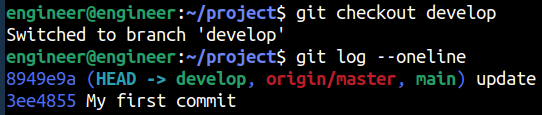 engineer@engineer:~/project$ git checkout develop
Switched to branch 'develop'
engineer@engineer:~/project$ git log --oneline
8949e9a (HEAD -> develop, origin/master, main) update
3ee4855 My first commit